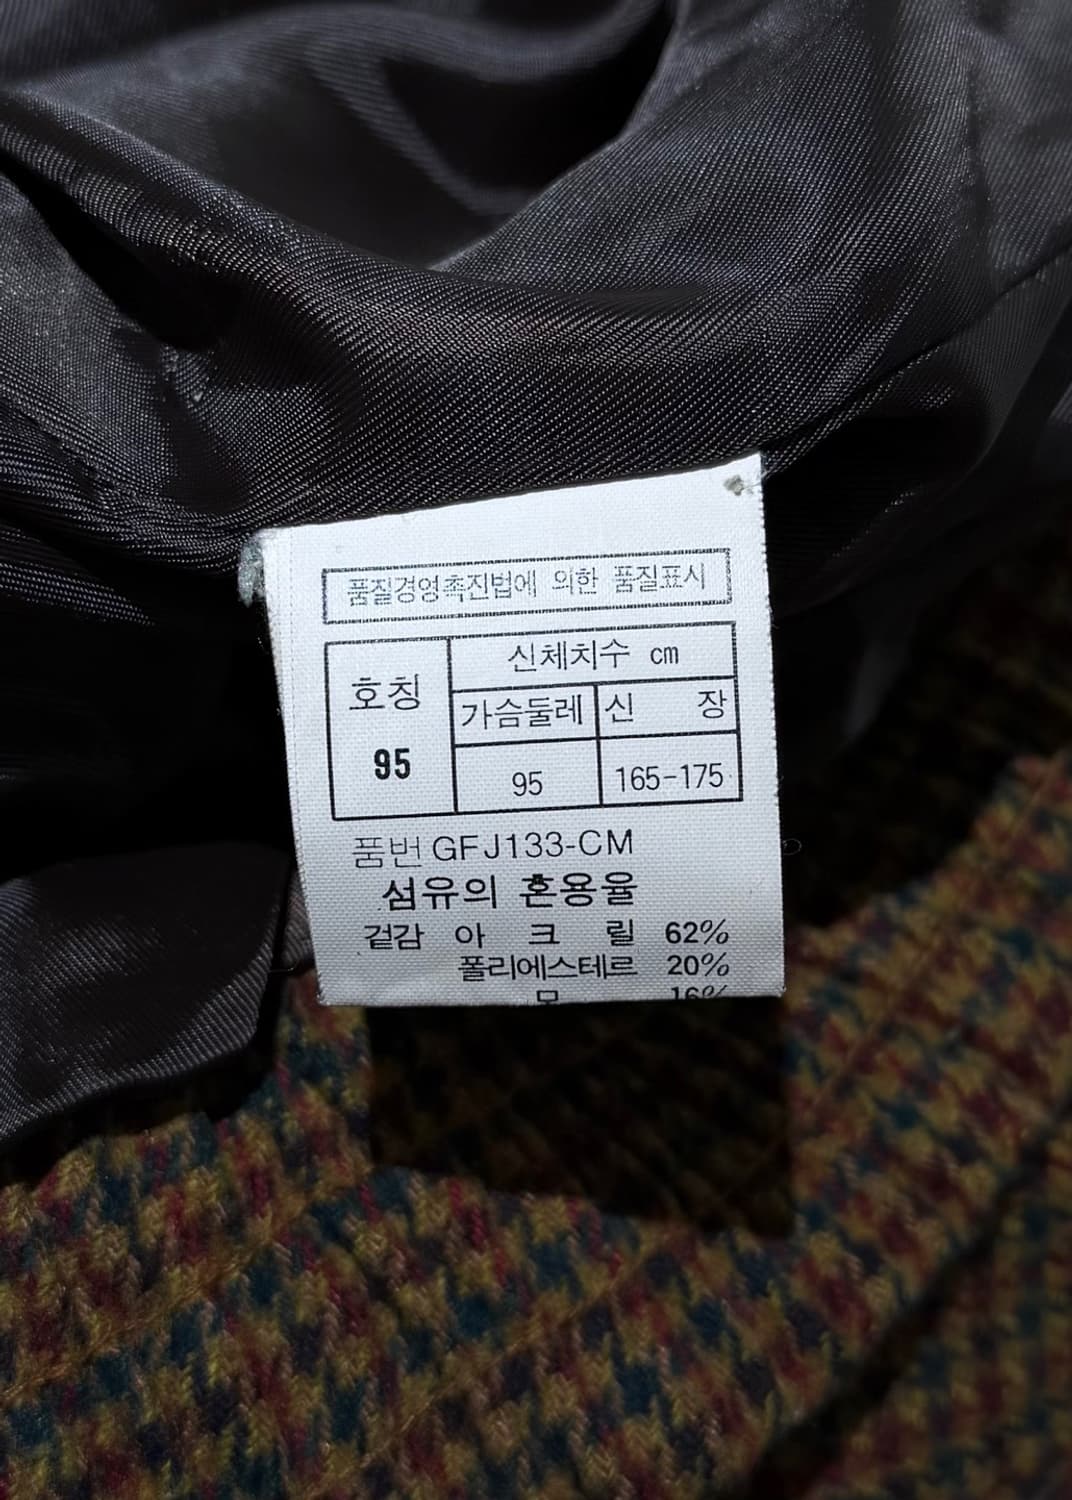 품질경영촉진법에 의한 품질표시
호칭 신체치수 cm
가슴둘레 신 장
95 95 165-175
품번 GFJ133-CM
섬유의 혼용율
겉감 아 크 릴 62%
폴리에스테르 20%
모 16%